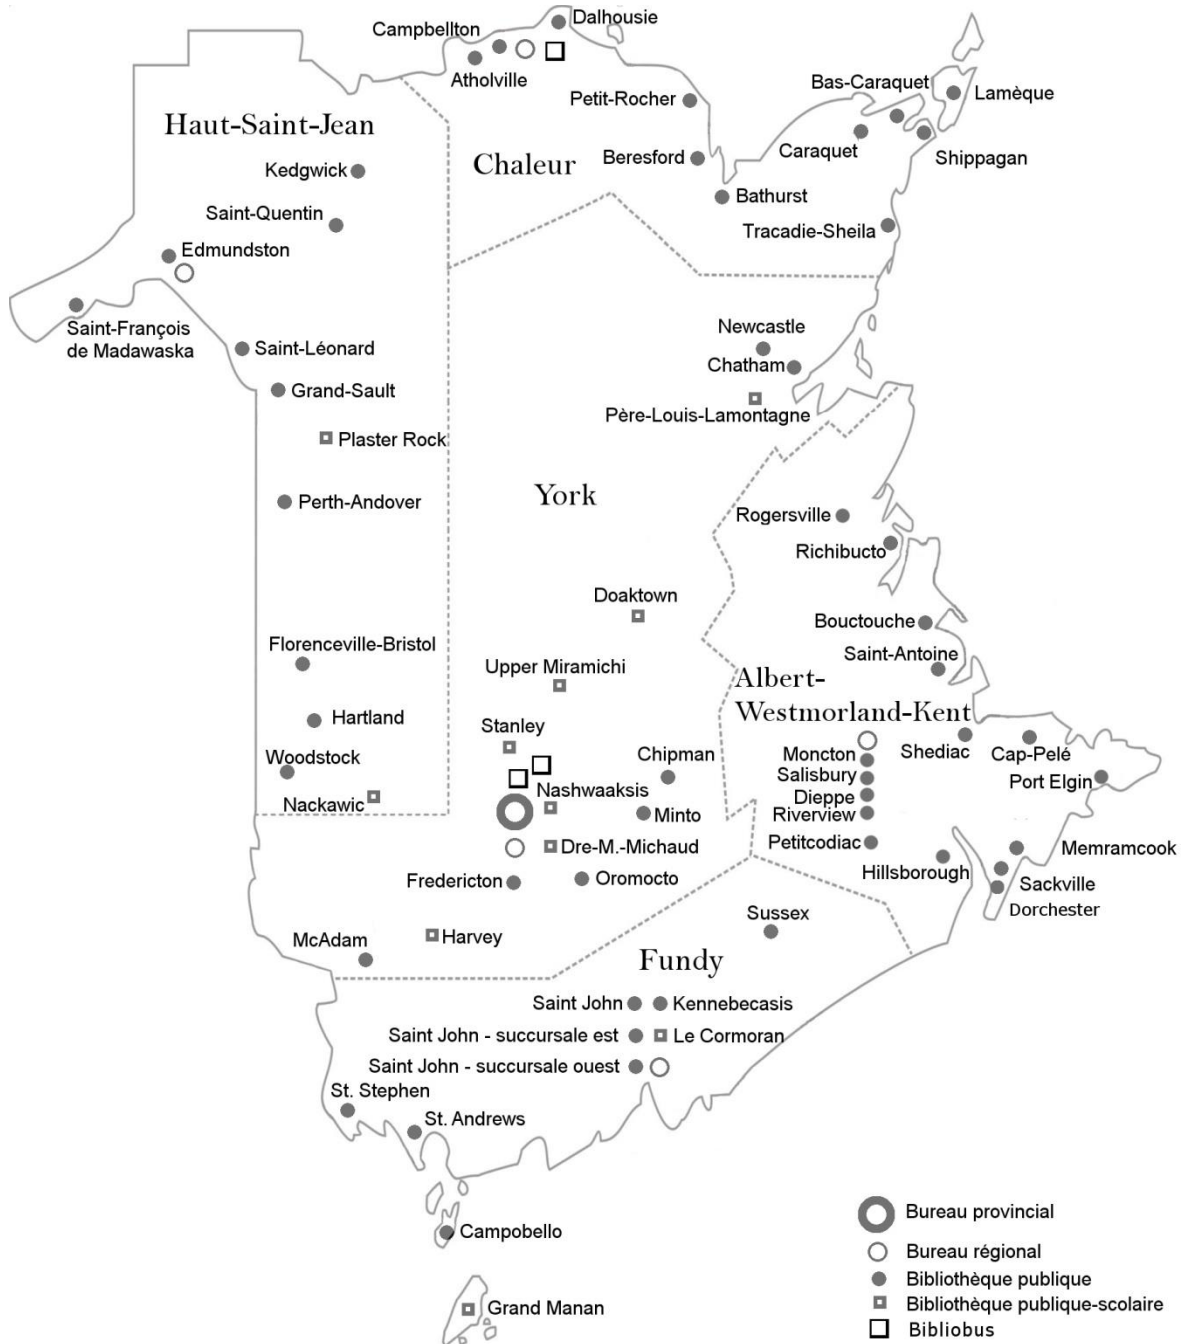 Dalhousie
Campbellton
Atholville
Petit-Rocher
Bas-Caraquet
Lamèque
Haut-Saint-Jean
Beresford
Caraquet
Shippagan
Chaleur
Kedgwick
Bathurst
Saint-Quentin
Tracadie-Sheila
Edmundston
Saint-François
de Madawaska
Newcastle
Saint-Léonard
Chatham
Grand-Sault
Père-Louis-Lamontagne
Plaster Rock
York
Perth-Andover
Rogersville
Richibucto
Doaktown
Bouctouche
Florenceville-Bristol
Saint-Antoine
Upper Miramichi
Albert-
Westmorland-Kent
Hartland
Stanley
Chipman
Moncton
Shediac
Cap-Pelé
Woodstock
Salisbury
Port Elgin
Nashwaaksis
Dieppe
Nackawic
Minto
Riverview
Petitcodiac
Dre-M.-Michaud
Memramcook
Hillsborough
Fredericton
Oromocto
Sackville
Dorchester
Sussex
McAdam
Harvey
Fundy
Saint John
Kennebecasis
Saint John - succursale est
Le Cormoran
Saint John - succursale ouest
St. Stephen
St. Andrews
Campobello
Grand Manan
Bureau provincial
Bureau régional
Bibliothèque publique
Bibliothèque publique-scolaire
Bibliobus